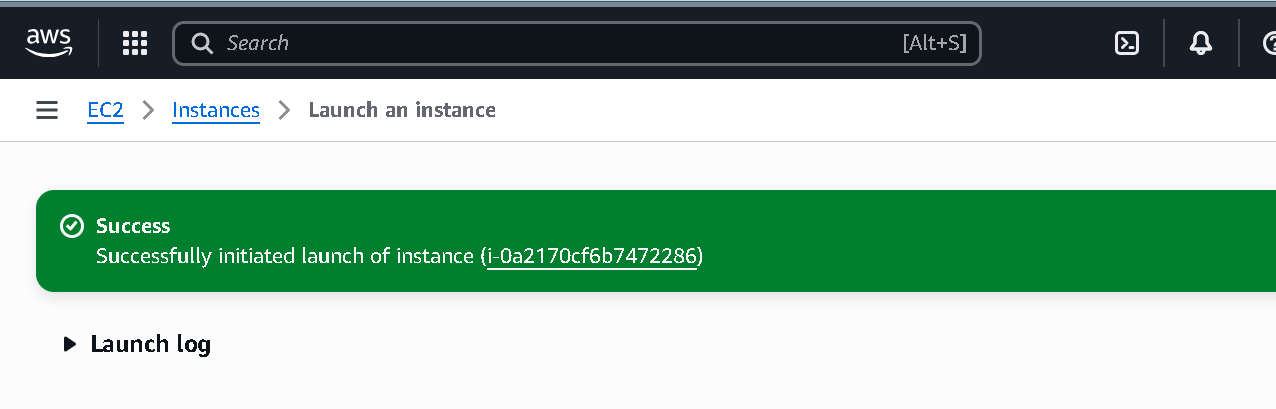 aws
Search [Alt+S]
EC2 > Instances > Launch an instance
Success
Successfully initiated launch of instance (i-0a2170cf6b7472286)
Launch log